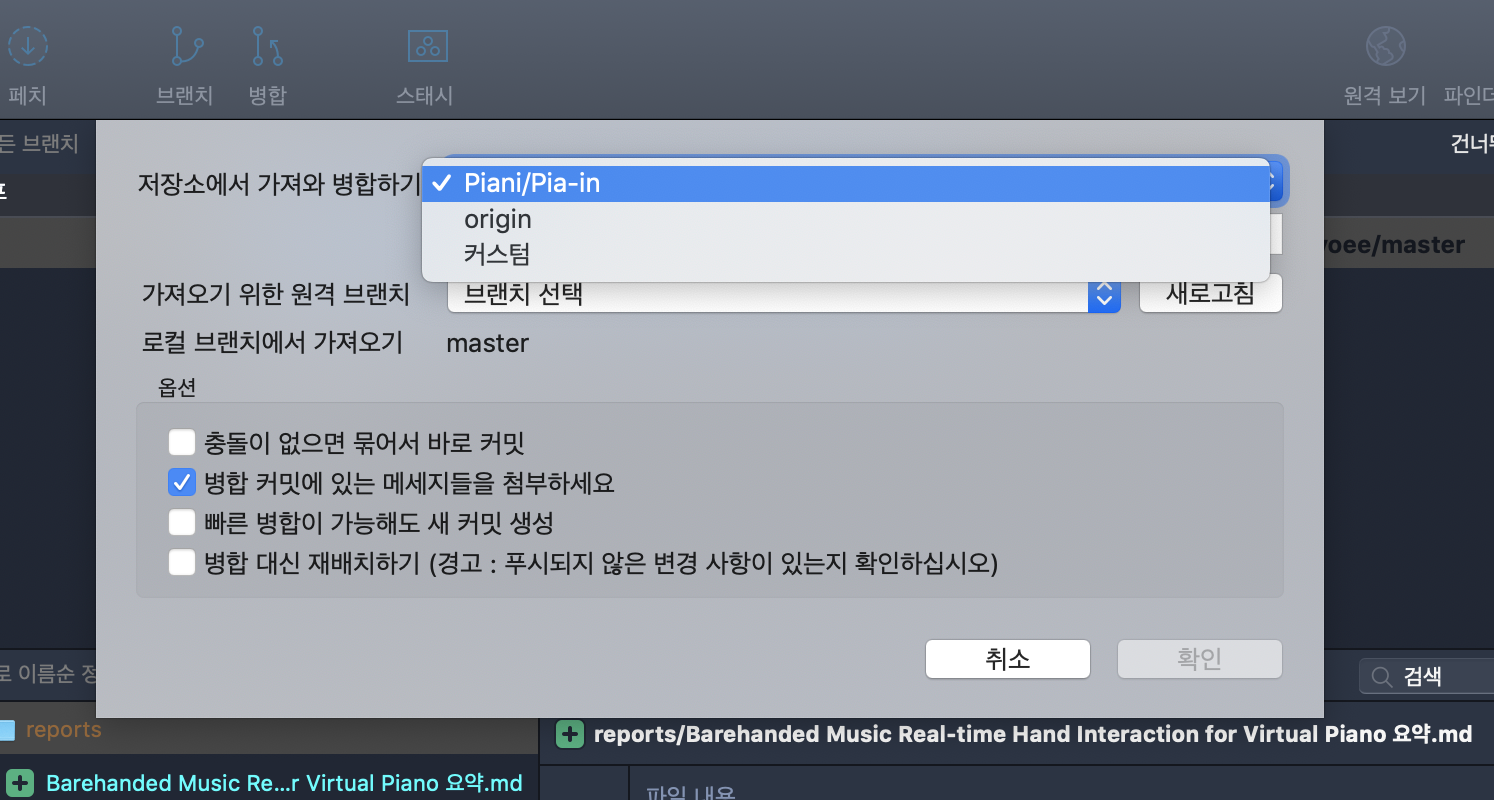 페치
브랜치
병합
스태시
원격 보기
파인더
든 브랜치
건너뛰
저장소에서 가져와 병합하기
Piani/Pia-in
origin
커스텀
voee/master
가져오기 위한 원격 브랜치
브랜치 선택
새로고침
로컬 브랜치에서 가져오기
master
옵션
충돌이 없으면 묶어서 바로 커밋
병합 커밋에 있는 메세지들을 첨부하세요
빠른 병합이 가능해도 새 커밋 생성
병합 대신 재배치하기 (경고 : 푸시되지 않은 변경 사항이 있는지 확인하십시오)
취소
확인
로 이름순 정
검색
reports
reports/Barehanded Music Real-time Hand Interaction for Virtual Piano 요약.md
Barehanded Music Re...r Virtual Piano 요약.md
파일 내용